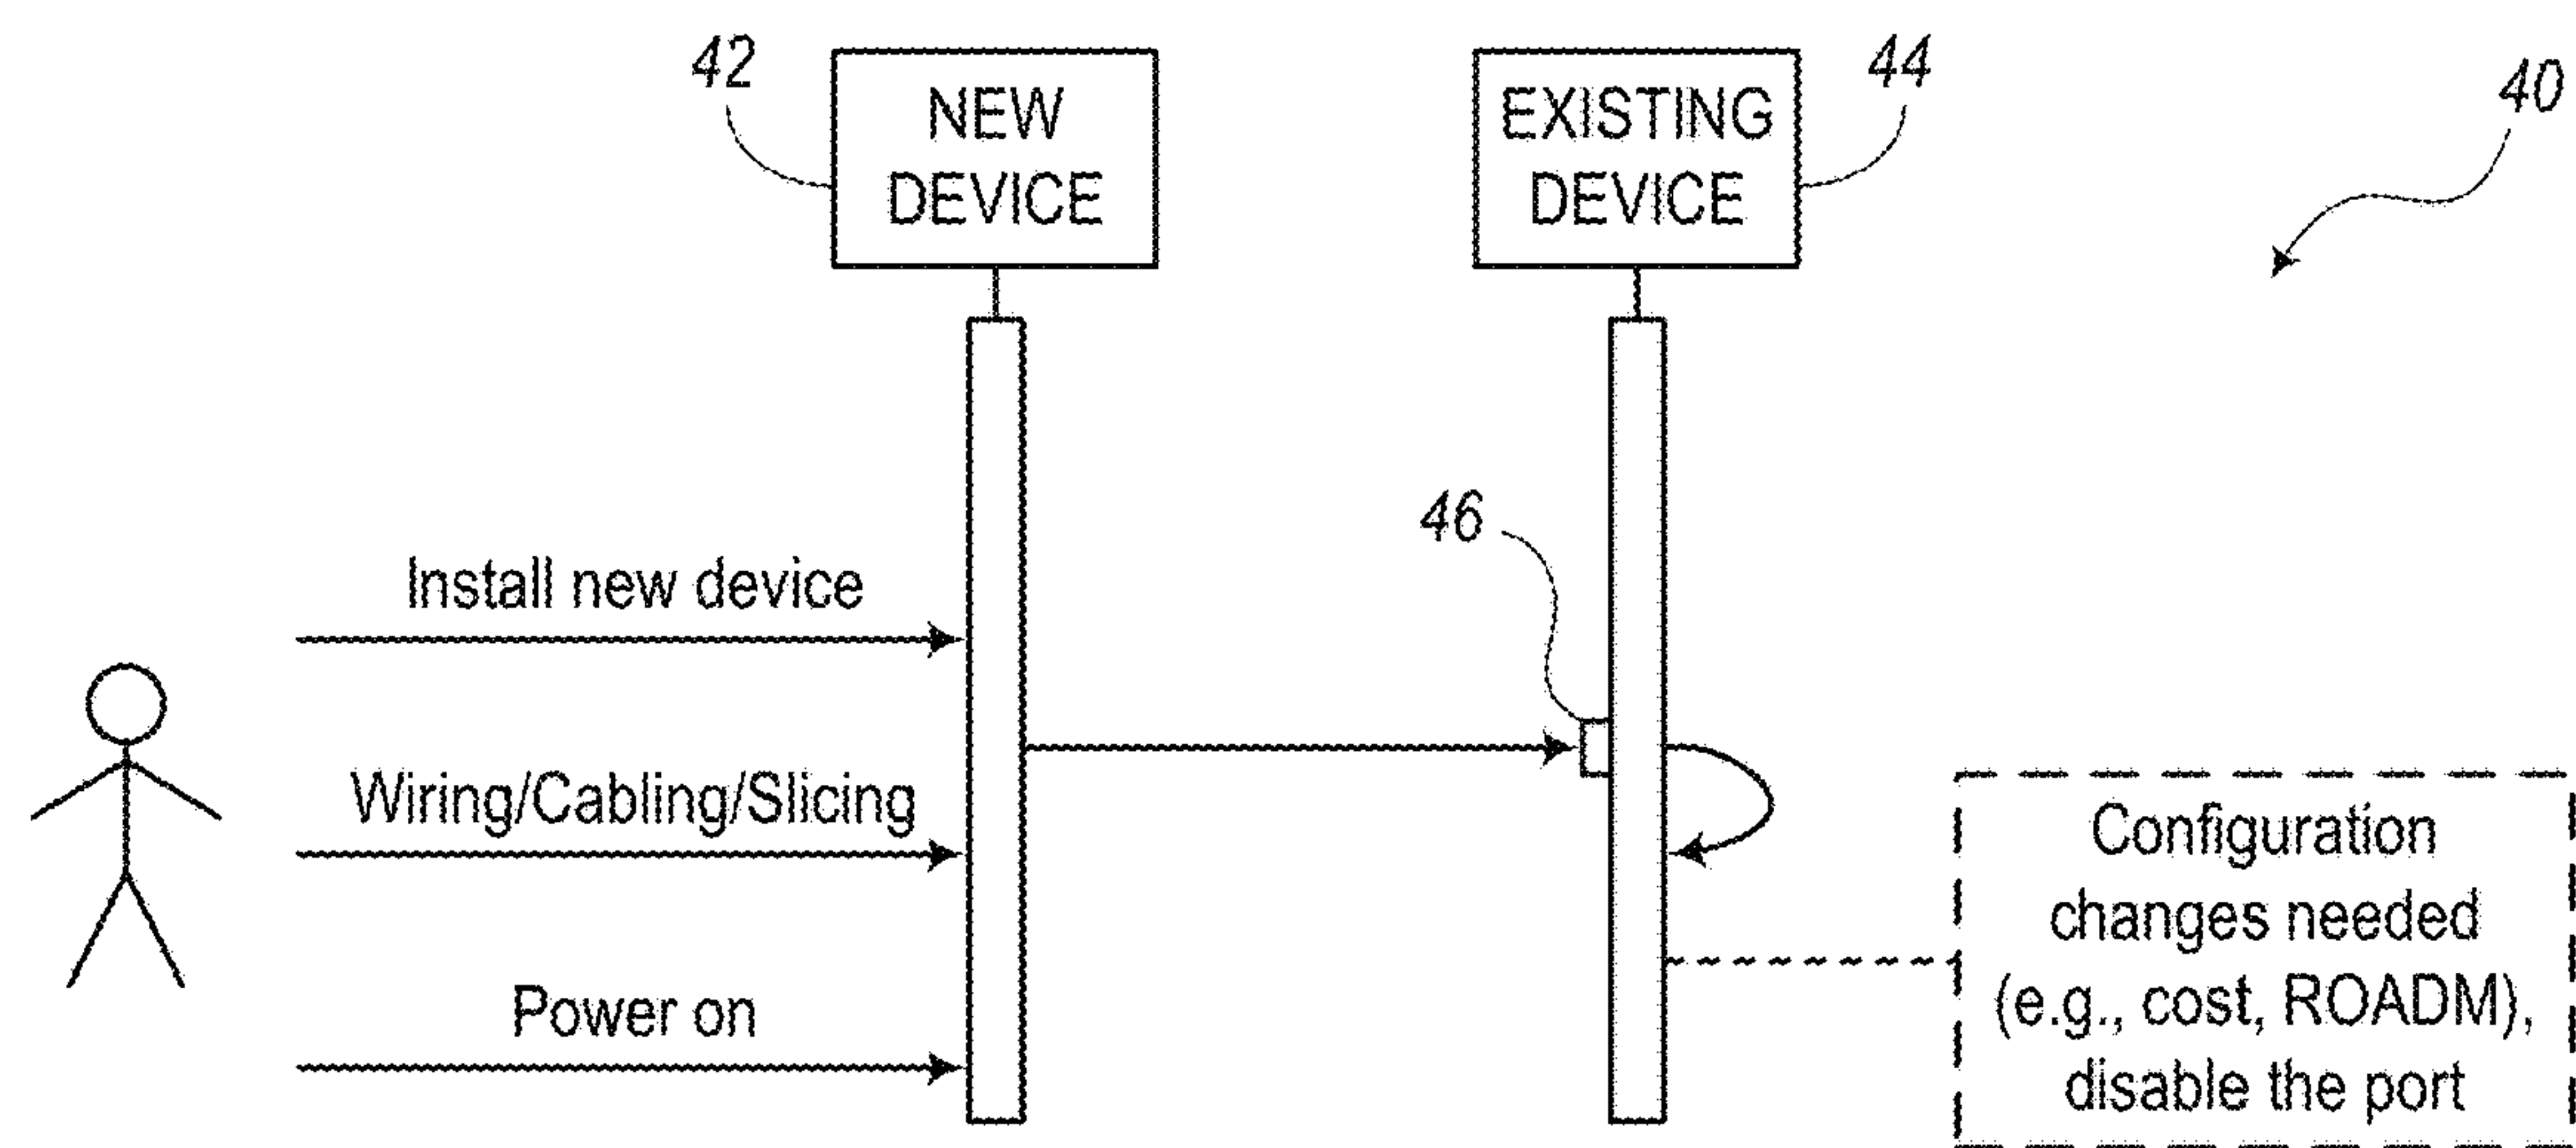 42
NEW
DEVICE
EXISTING
DEVICE
44
40
46
Install new device
Wiring/Cabling/Slicing
Power on
Configuration
changes needed
(e.g., cost, ROADM),
disable the port